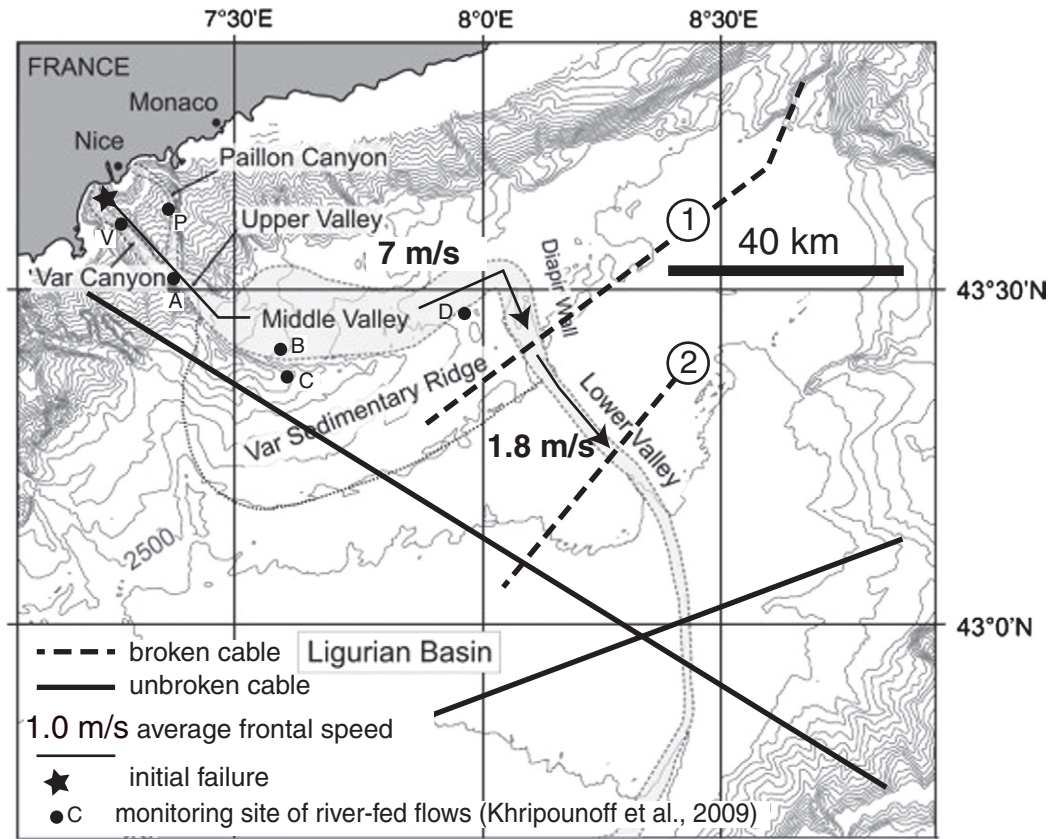 7°30'E 8°0'E 8°30'E
FRANCE
Monaco
Nice
Paillon Canyon
P
Upper Valley
V
Var Canyon
A
7 m/s
1
40 km
Diapir Wall
43°30'N
Middle Valley
D
B
C
2
Var Sedimentary Ridge
Lower Valley
1.8 m/s
2500
43°0'N
Ligurian Basin
broken cable
unbroken cable
1.0 m/s average frontal speed
initial failure
C monitoring site of river-fed flows (Khripounoff et al., 2009)